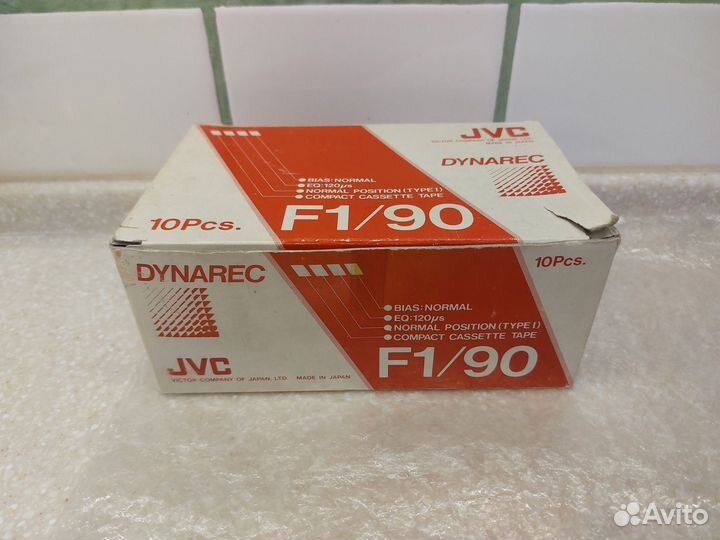 JVC
VICTOR COMPANY OF JAPAN, LTD.
MADE IN JAPAN
DYNAREC
● BIAS: NORMAL
● EQ: 120μs
● NORMAL POSITION (TYPE I)
● COMPACT CASSETTE TAPE
10Pcs.
F1/90
DYNAREC
10Pcs.
● BIAS: NORMAL
● EQ: 120μs
● NORMAL POSITION (TYPE I)
● COMPACT CASSETTE TAPE
JVC
F1/90
VICTOR COMPANY OF JAPAN, LTD. MADE IN JAPAN
Avito